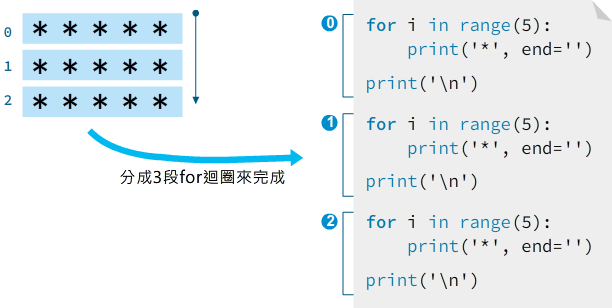 0 * * * * *
1 * * * * *
2 * * * * *
分成3段for迴圈來完成
0 for i in range(5):
print('*', end='')
print('\n')
1 for i in range(5):
print('*', end='')
print('\n')
2 for i in range(5):
print('*', end='')
print('\n')